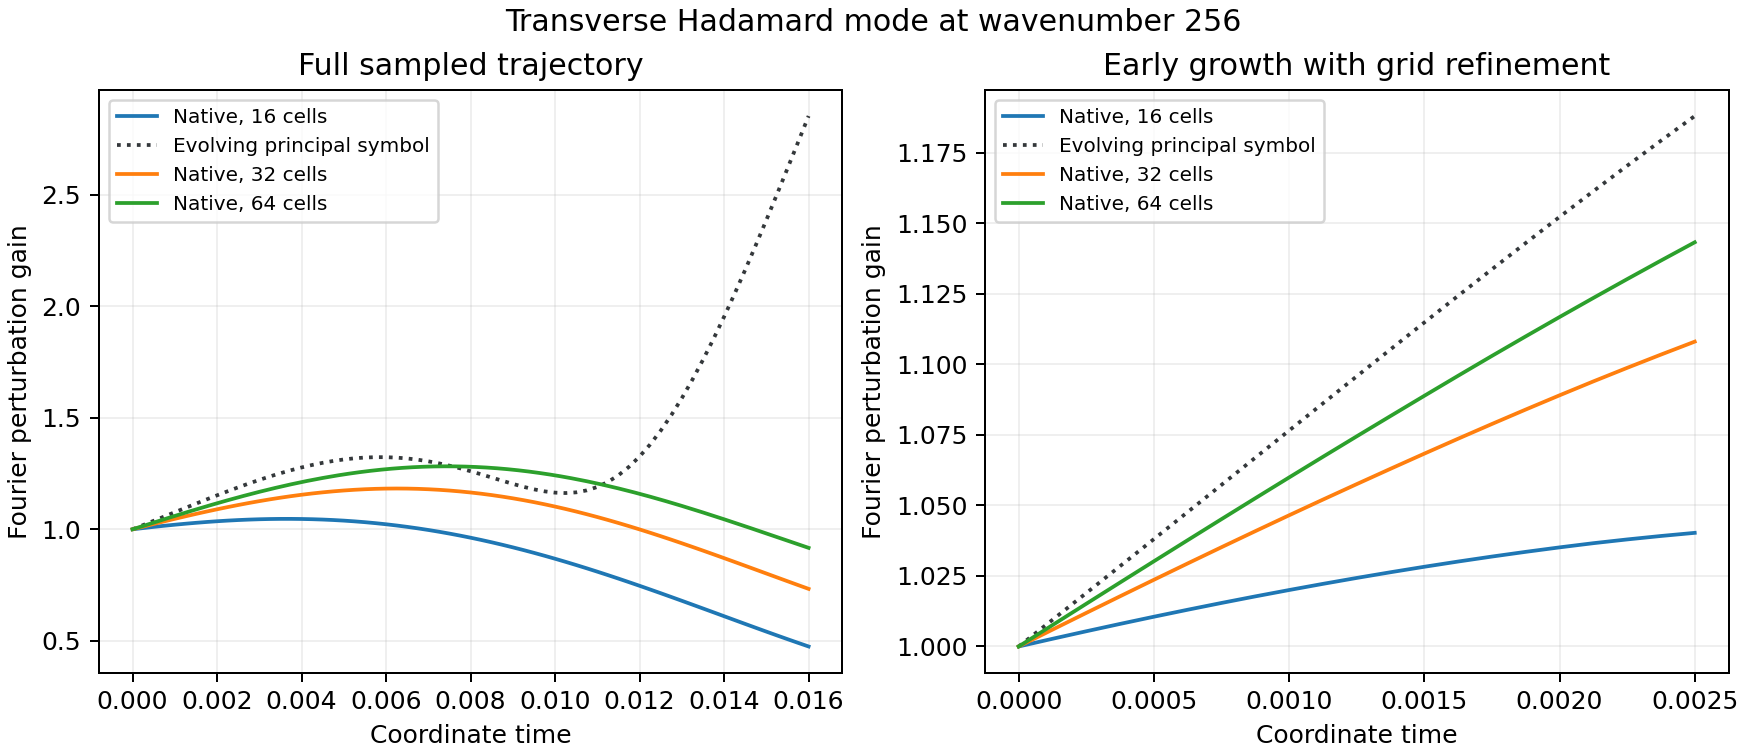 Transverse Hadamard mode at wavenumber 256
Full sampled trajectory
Native, 16 cells
Evolving principal symbol
Native, 32 cells
Native, 64 cells
Fourier perturbation gain
2.5
2.0
1.5
1.0
0.5
0.000 0.002 0.004 0.006 0.008 0.010 0.012 0.014 0.016
Coordinate time
Early growth with grid refinement
Native, 16 cells
Evolving principal symbol
Native, 32 cells
Native, 64 cells
Fourier perturbation gain
1.175
1.150
1.125
1.100
1.075
1.050
1.025
1.000
0.0000 0.0005 0.0010 0.0015 0.0020 0.0025
Coordinate time